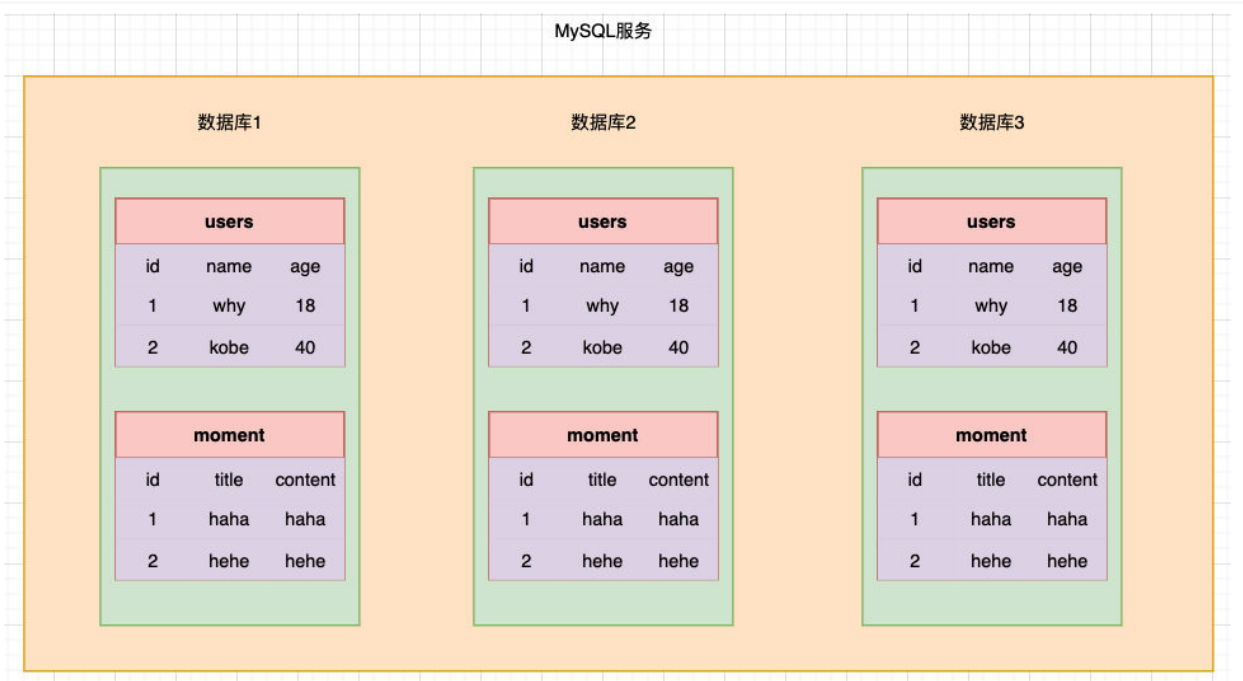 MySQL服务
数据库1
数据库2
数据库3
users
id name age
1 why 18
2 kobe 40
moment
id title content
1 haha haha
2 hehe hehe
users
id name age
1 why 18
2 kobe 40
moment
id title content
1 haha haha
2 hehe hehe
users
id name age
1 why 18
2 kobe 40
moment
id title content
1 haha haha
2 hehe hehe